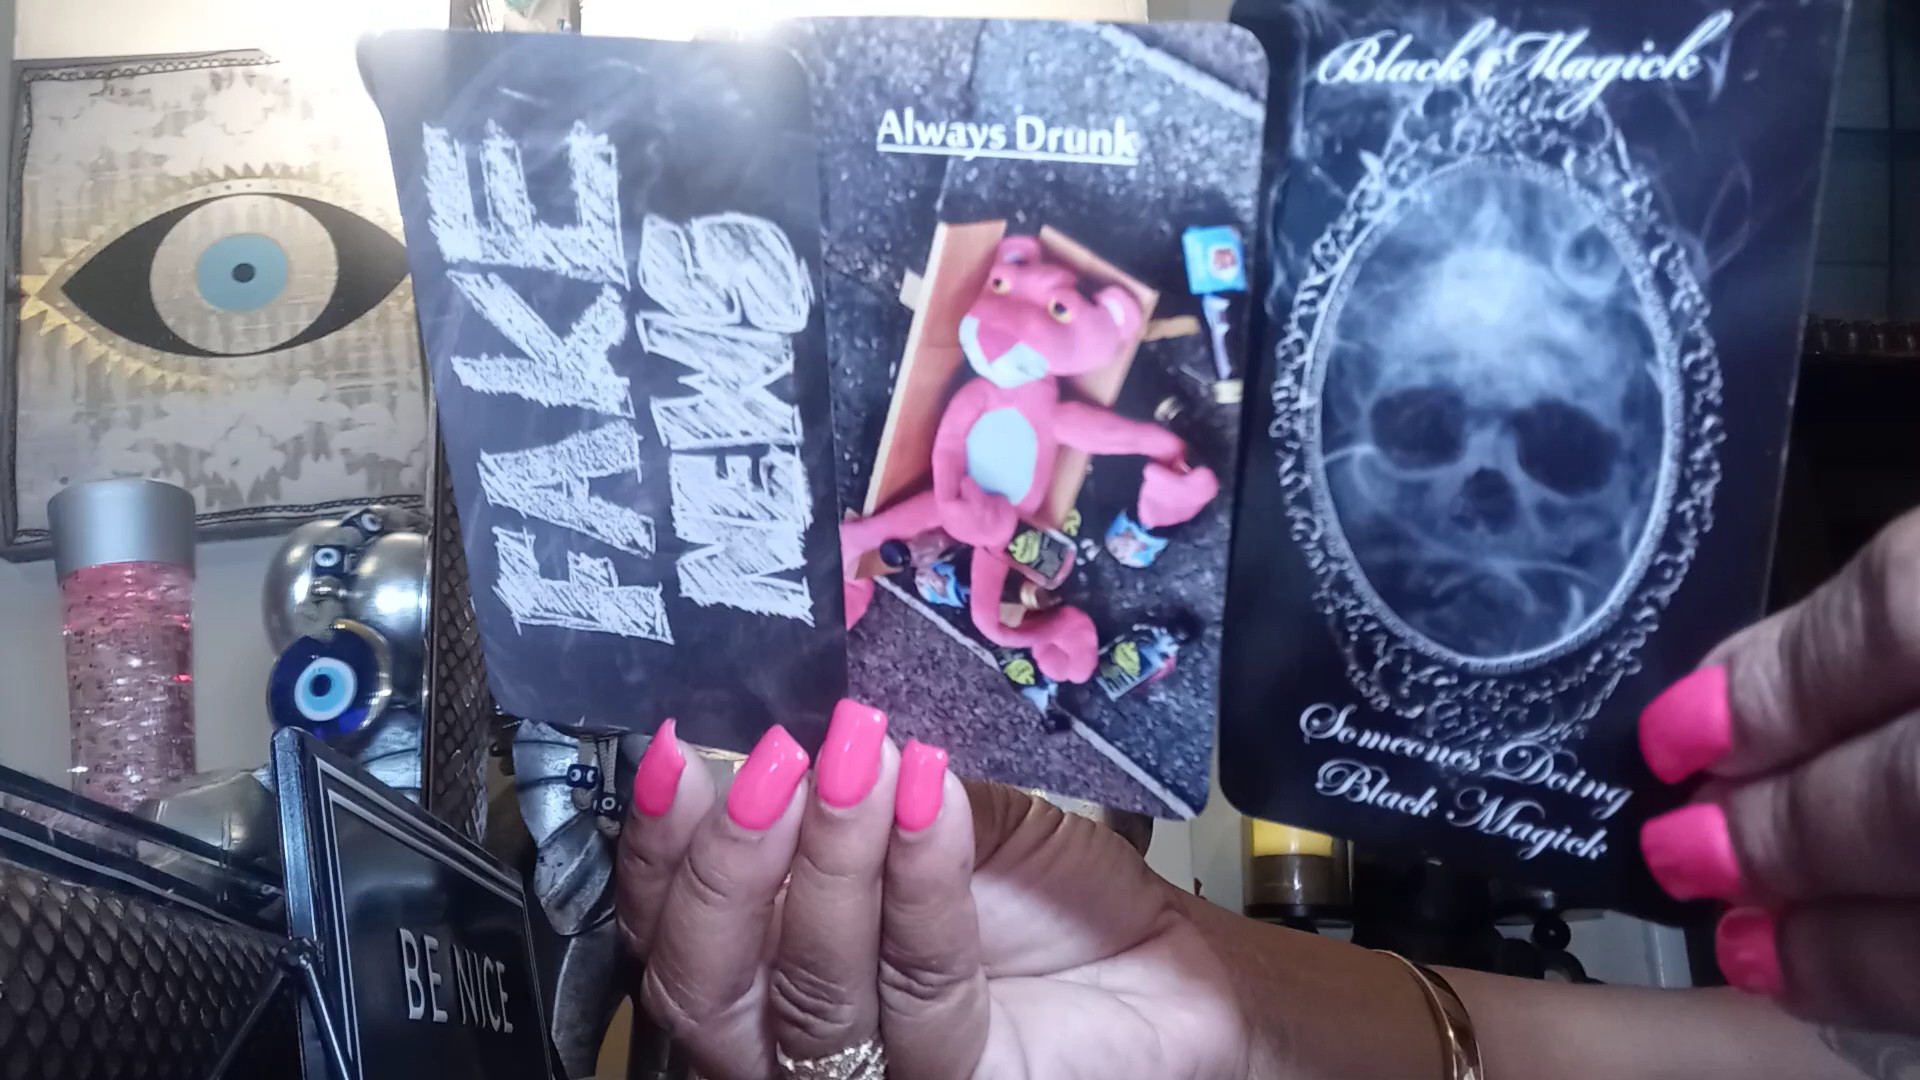 FAKE
NEWS
Always Drunk
Black Magick
Someones Doing
Black Magick
BE NICE